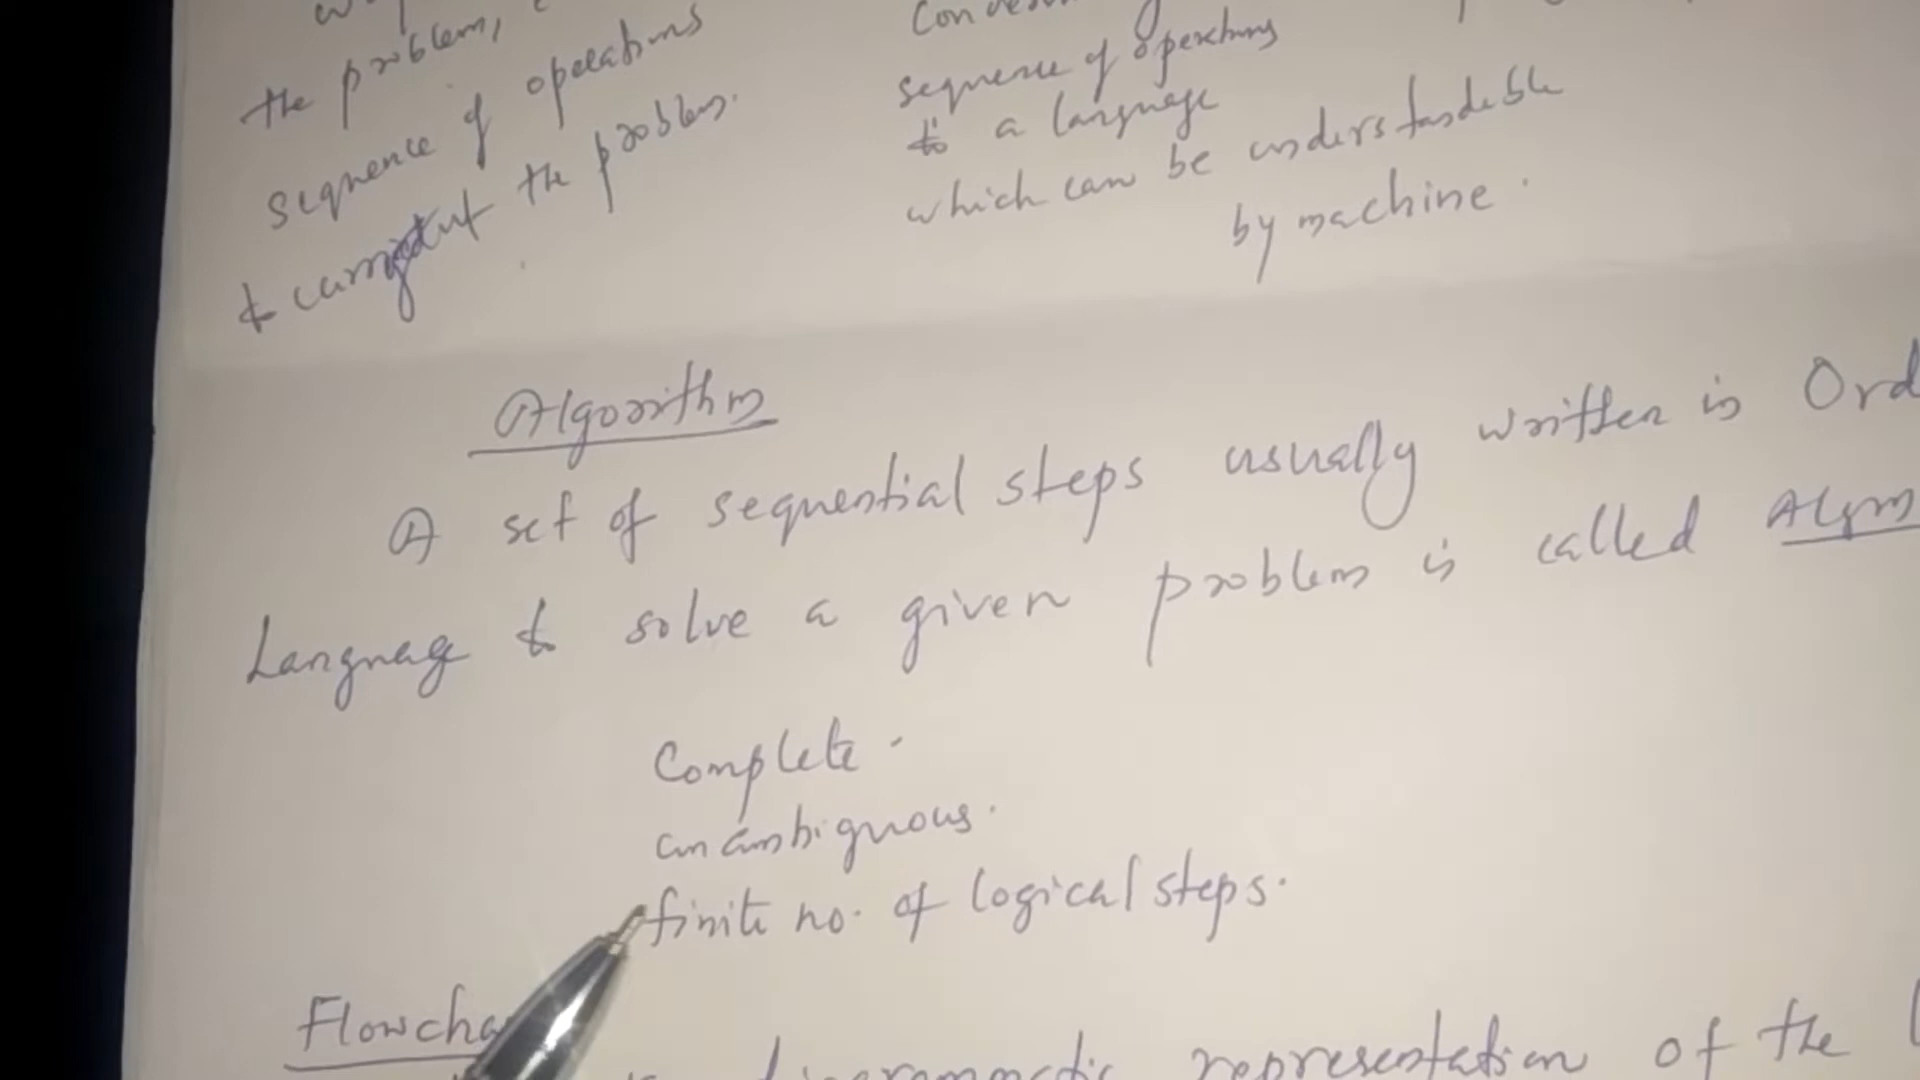 the problem,
sequence of operations
to carryout the problem.
sequence of operations
to a language
which can be understandable
by machine.
Algorithm
A set of sequential steps usually written in Ord
Language to solve a given problem is called
Complete.
unambiguous.
finite no. of logical steps.
Flowcha
representation of the